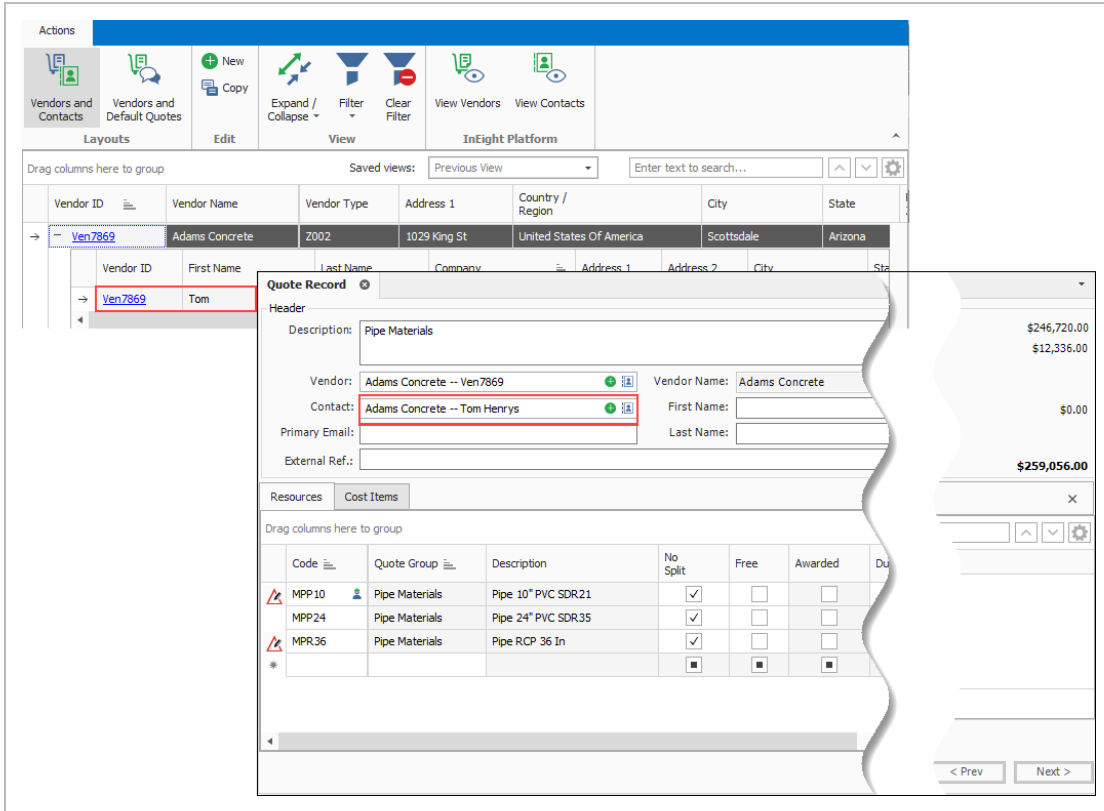 Actions
Vendors and Contacts
Vendors and Default Quotes
New
Copy
Expand / Collapse
Filter
Clear Filter
View Vendors
View Contacts
Layouts
Edit
View
InEight Platform
Drag columns here to group
Saved views:
Previous View
Enter text to search...
Vendor ID
Vendor Name
Vendor Type
Address 1
Country / Region
City
State
Ven7869
Adams Concrete
Z002
1029 King St
United States Of America
Scottsdale
Arizona
Vendor ID
First Name
Last Name
Company
Address 1
Address 2
City
Sta
Ven7869
Tom
Quote Record
Header
Description: Pipe Materials
Vendor: Adams Concrete -- Ven7869
Vendor Name: Adams Concrete
Contact: Adams Concrete -- Tom Henrys
First Name:
Primary Email:
Last Name:
External Ref.:
$246,720.00
$12,336.00
$0.00
$259,056.00
Resources
Cost Items
Drag columns here to group
Code
Quote Group
Description
No Split
Free
Awarded
Du
MPP10 Pipe Materials Pipe 10" PVC SDR21
MPP24 Pipe Materials Pipe 24" PVC SDR35
MPR36 Pipe Materials Pipe RCP 36 In
< Prev
Next >